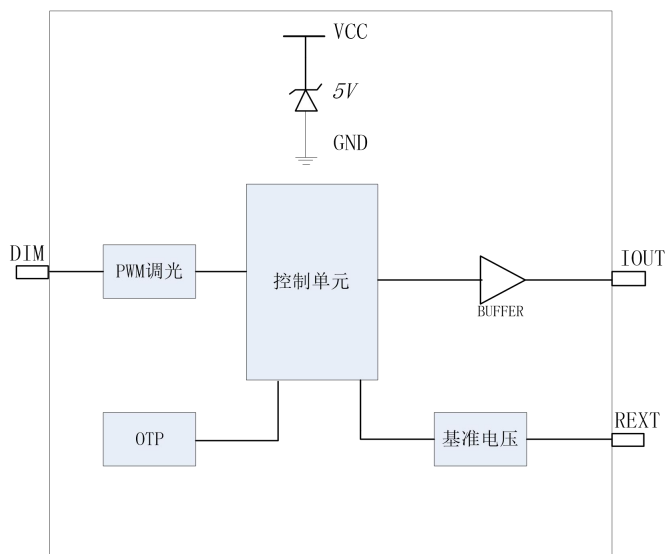 VCC
5V
GND
DIM
PWM调光
控制单元
IOUT
BUFFER
OTP
基准电压
REXT